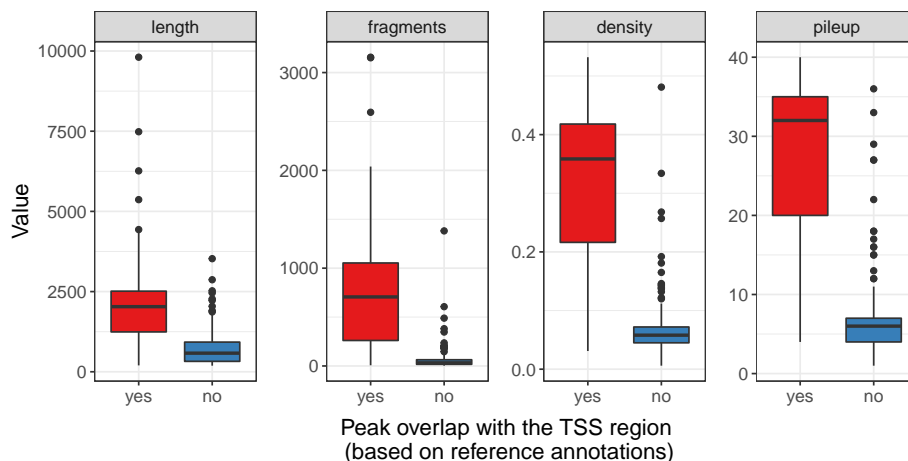 length
fragments
density
pileup
Value
10000
7500
5000
2500
0
3000
2000
1000
0
0.4
0.2
0.0
40
30
20
10
0
yes
no
yes
no
yes
no
yes
no
Peak overlap with the TSS region
(based on reference annotations)